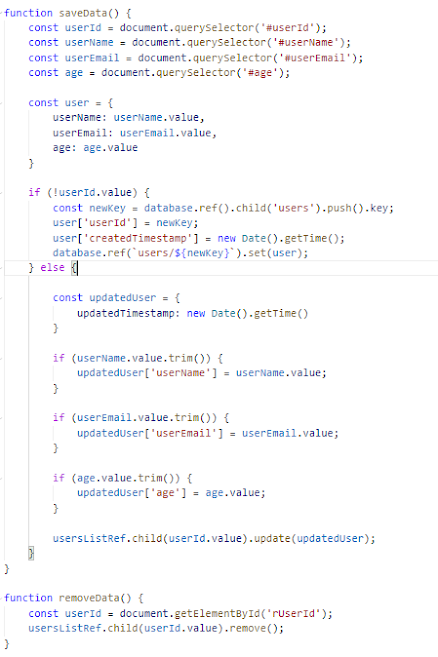 function saveData() {
const userId = document.querySelector('#userId');
const userName = document.querySelector('#userName');
const userEmail = document.querySelector('#userEmail');
const age = document.querySelector('#age');
const user = {
userName: userName.value,
userEmail: userEmail.value,
age: age.value
}
if (!userId.value) {
const newKey = database.ref().child('users').push().key;
user['userId'] = newKey;
user['createdTimestamp'] = new Date().getTime();
database.ref(`users/${newKey}`).set(user);
} else {
const updatedUser = {
updatedTimestamp: new Date().getTime()
}
if (userName.value.trim()) {
updatedUser['userName'] = userName.value;
}
if (userEmail.value.trim()) {
updatedUser['userEmail'] = userEmail.value;
}
if (age.value.trim()) {
updatedUser['age'] = age.value;
}
usersListRef.child(userId.value).update(updatedUser);
}
}
function removeData() {
const userId = document.getElementById('rUserId');
usersListRef.child(userId.value).remove();
}